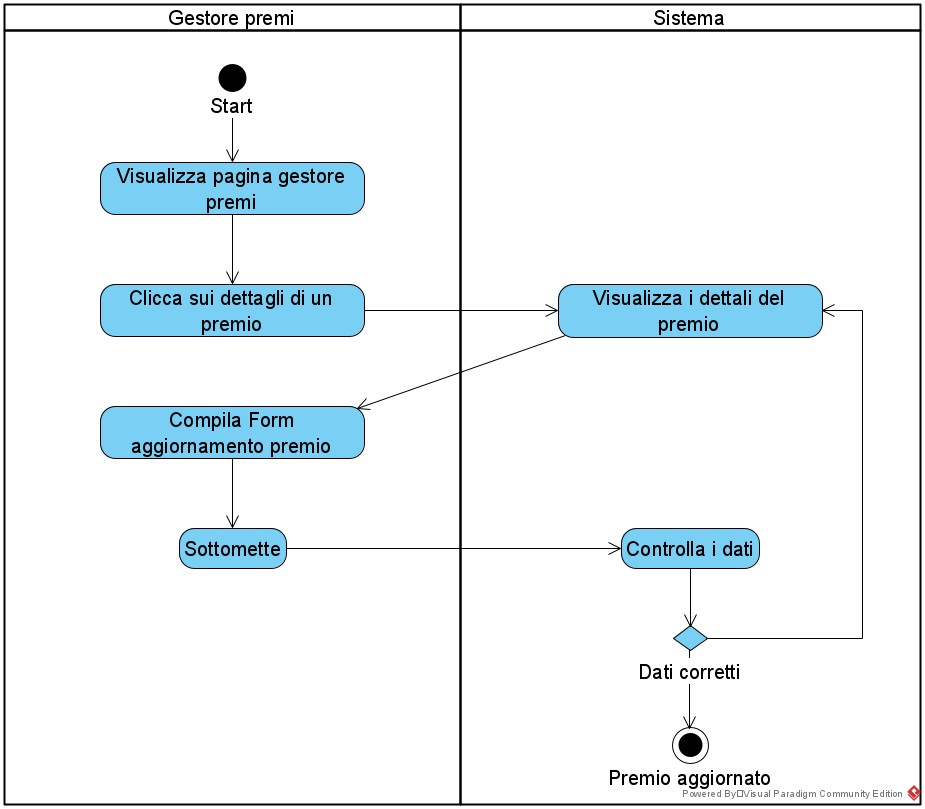 Gestore premi
Sistema
Start
Visualizza pagina gestore
premi
Clicca sui dettagli di un
premio
Visualizza i dettali del
premio
Compila Form
aggiornamento premio
Sottomette
Controlla i dati
Dati corretti
Premio aggiornato
Powered By Visual Paradigm Community Edition